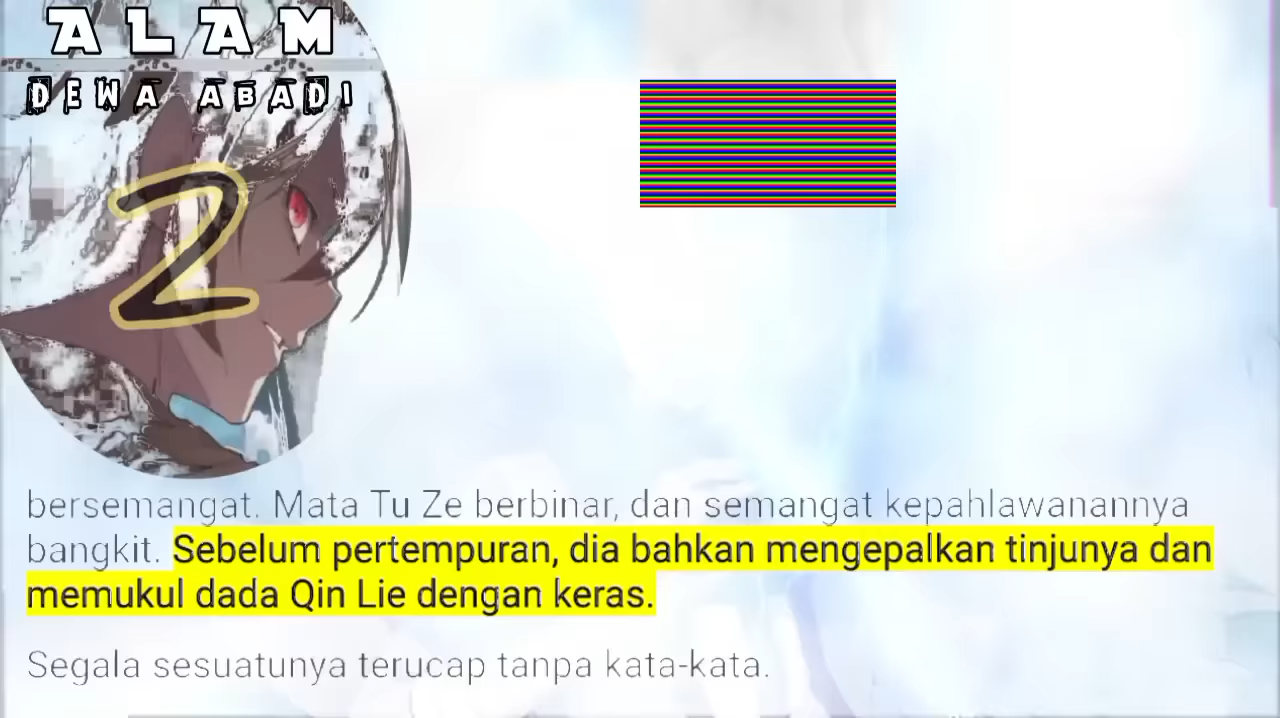 ALAM
DEWA ABADI
2
bersemangat. Mata Tu Ze berbinar, dan semangat kepahlawanannya
bangkit. Sebelum pertempuran, dia bahkan mengepalkan tinjunya dan
memukul dada Qin Lie dengan keras.
Segala sesuatunya terucap tanpa kata-kata.